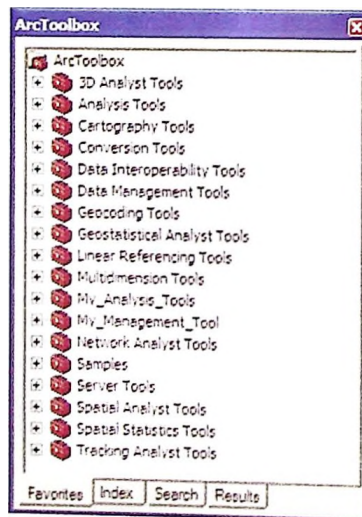 ArcToolbox
ArcToolbox
3D Analyst Tools
Analysis Tools
Cartography Tools
Conversion Tools
Data Interoperability Tools
Data Management Tools
Geocoding Tools
Geostatistical Analyst Tools
Linear Referencing Tools
Multidimension Tools
My_Analysis_Tools
My_Management_Tool
Network Analyst Tools
Samples
Server Tools
Spatial Analyst Tools
Spatial Statistics Tools
Tracking Analyst Tools
Favorites Index Search Results